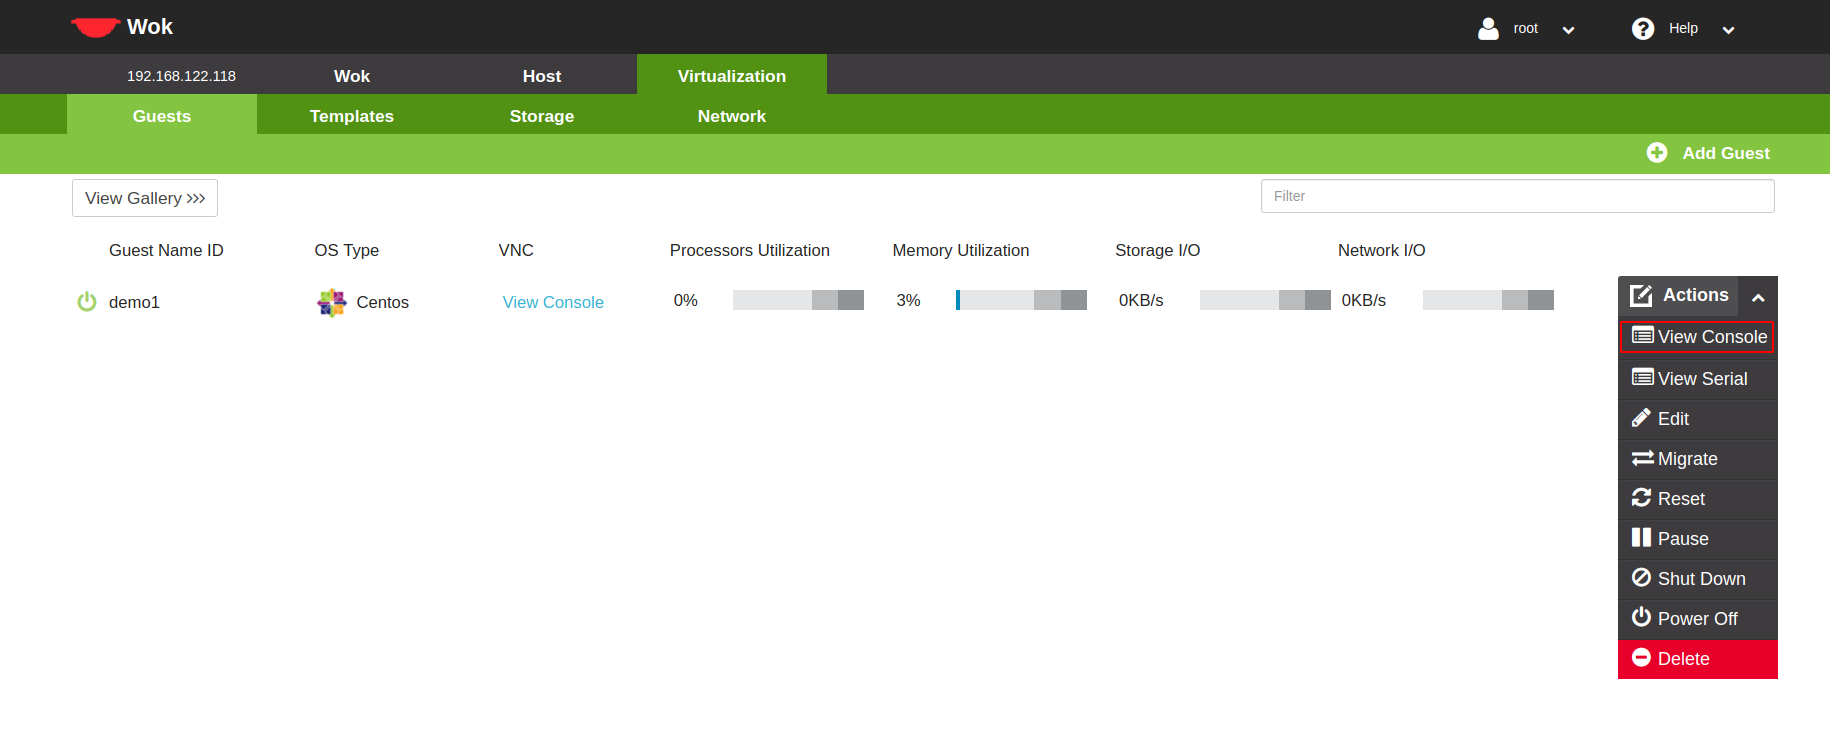 Wok
root
Help
192.168.122.118 Wok Host Virtualization
Guests Templates Storage Network
Add Guest
View Gallery
Filter
Guest Name ID OS Type VNC Processors Utilization Memory Utilization Storage I/O Network I/O
demo1 Centos View Console 0% 3% 0KB/s 0KB/s
Actions
View Console
View Serial
Edit
Migrate
Reset
Pause
Shut Down
Power Off
Delete